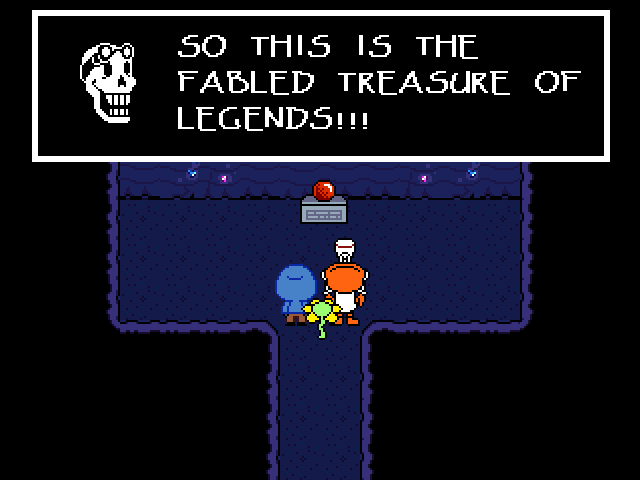 SO THIS IS THE
FABLED TREASURE OF
LEGENDS!!!